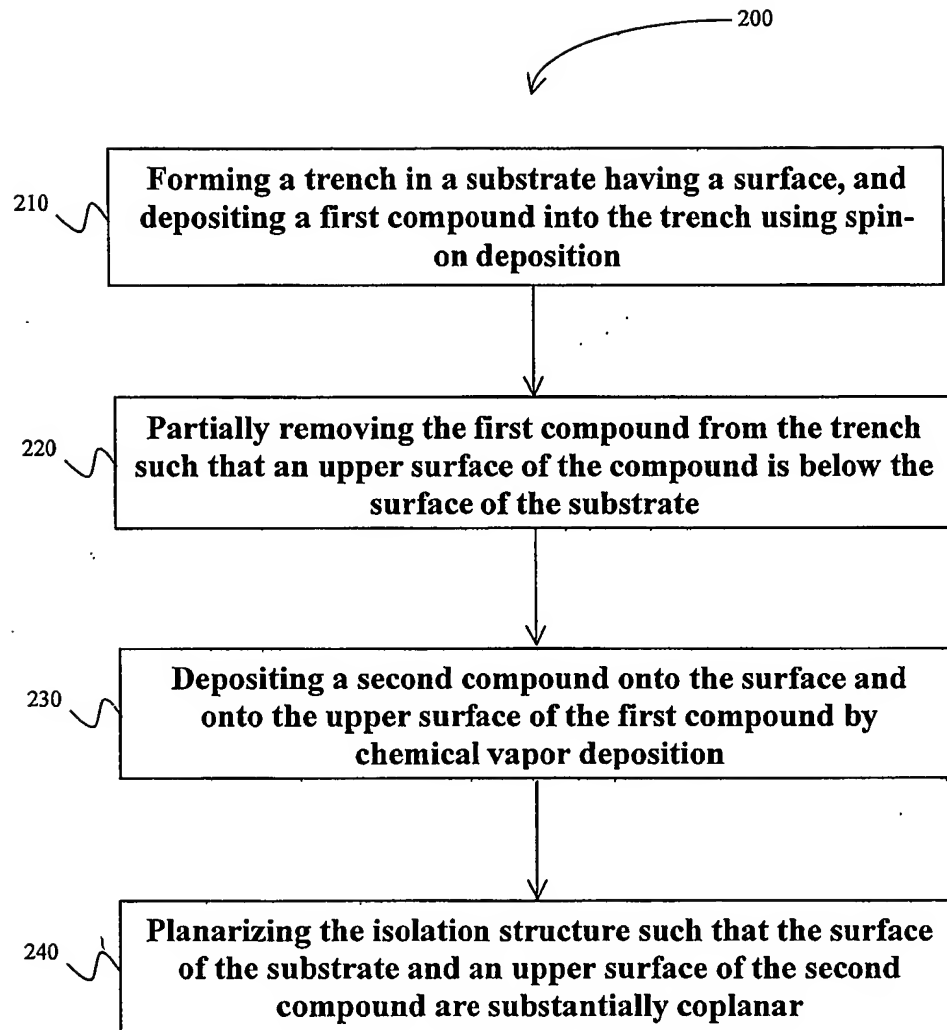 200
210
Forming a trench in a substrate having a surface, and
depositing a first compound into the trench using spin-
on deposition
220
Partially removing the first compound from the trench
such that an upper surface of the compound is below the
surface of the substrate
230
Depositing a second compound onto the surface and
onto the upper surface of the first compound by
chemical vapor deposition
240
Planarizing the isolation structure such that the surface
of the substrate and an upper surface of the second
compound are substantially coplanar